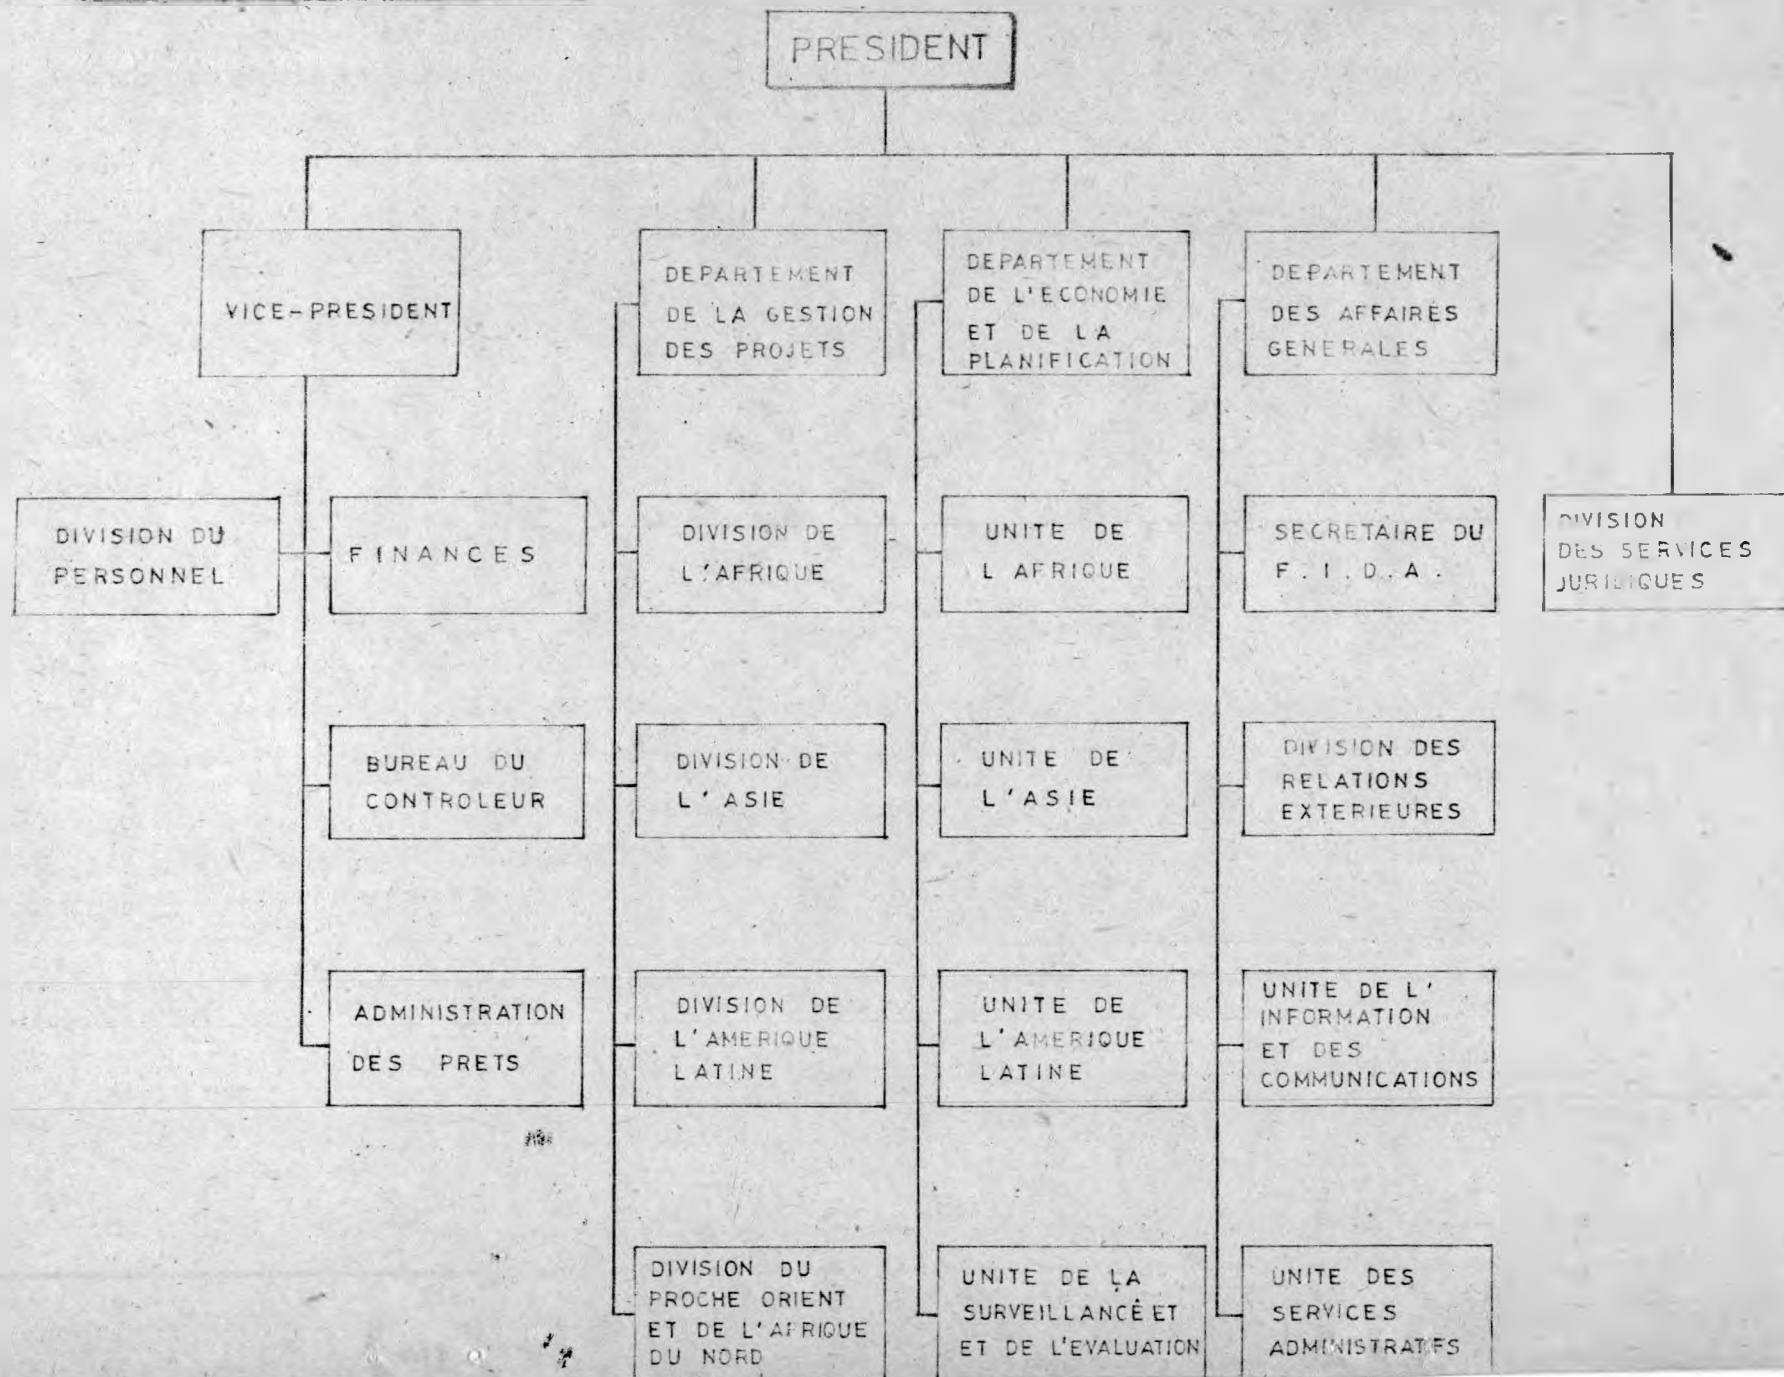 PRESIDENT
VICE-PRESIDENT
DEPARTEMENT
DE LA GESTION
DES PROJETS
DEPARTEMENT
DE L'ECONOMIE
ET DE LA
PLANIFICATION
DEPARTEMENT
DES AFFAIRES
GENERALES
DIVISION DU
PERSONNEL
FINANCES
DIVISION DE
L'AFRIQUE
UNITE DE
L AFRIQUE
SECRETAIRE DU
F.I.D.A.
DIVISION
DES SERVICES
JURIDIQUES
BUREAU DU
CONTROLEUR
DIVISION DE
L'ASIE
UNITE DE
L'ASIE
DIVISION DES
RELATIONS
EXTERIEURES
ADMINISTRATION
DES PRETS
DIVISION DE
L'AMERIQUE
LATINE
UNITE DE
L'AMERIQUE
LATINE
UNITE DE L'
INFORMATION
ET DES
COMMUNICATIONS
DIVISION DU
PROCHE ORIENT
ET DE L'AFRIQUE
DU NORD
UNITE DE LA
SURVEILLANCE ET
ET DE L'EVALUATION
UNITE DES
SERVICES
ADMINISTRATIFS